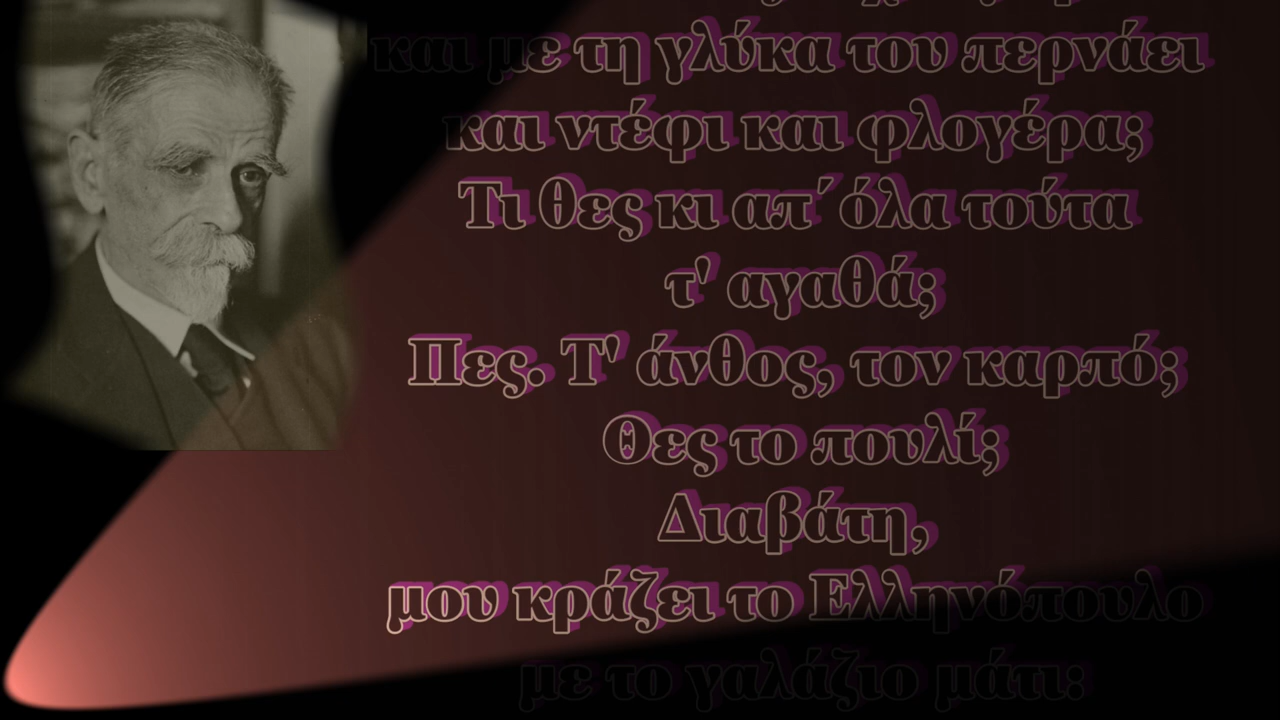 και με τη γλύκα του περνάει
και ντέφι και φλογέρα;
Τι θες κι απ΄ όλα τούτα
τ' αγαθά;
Πες. Τ' άνθος, τον καρπό;
Θες το πουλί;
Διαβάτη,
μου κράζει το Ελληνόπουλο
με το γαλάζιο μάτι: